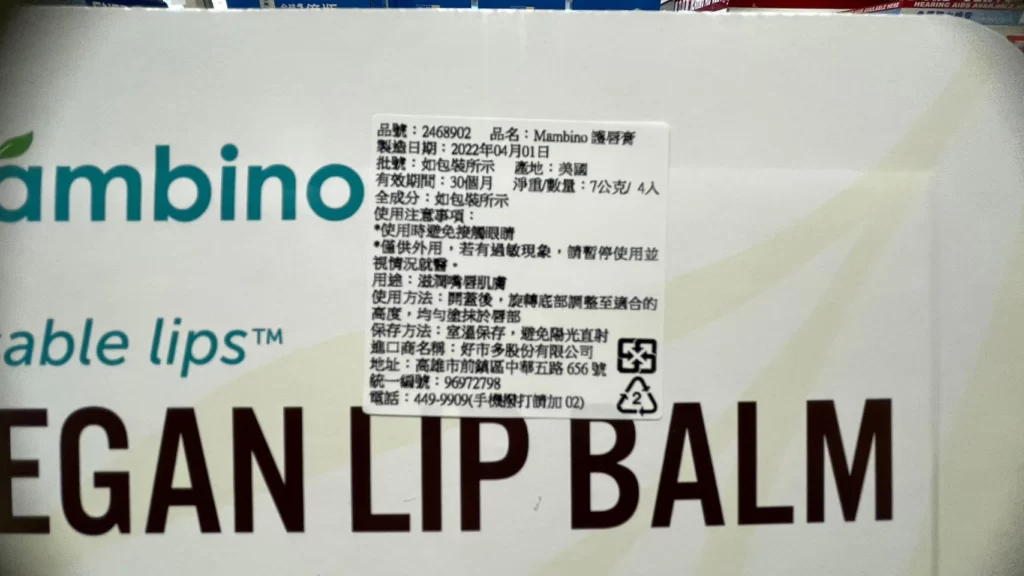 HEARING AIDS AVAILABLE HERE
品號：2468902 品名：Mambino 護唇膏
製造日期：2022年04月01日
批號：如包裝所示 產地：美國
有效期間：30個月 淨重/數量：7公克/ 4入
全成分：如包裝所示
使用注意事項：
*使用時避免接觸眼睛
*僅供外用，若有過敏現象，請暫停使用並
視情況就醫。
用途：滋潤嘴唇肌膚
使用方法：開蓋後，旋轉底部調整至適合的
高度，均勻塗抹於唇部
保存方法：室溫保存，避免陽光直射
進口商名稱：好市多股份有限公司
地址：高雄市前鎮區中華五路 656 號
統一編號：96972798
電話：449-9909(手機撥打請加 02)
2
ambino
able lips™
EGAN LIP BALM